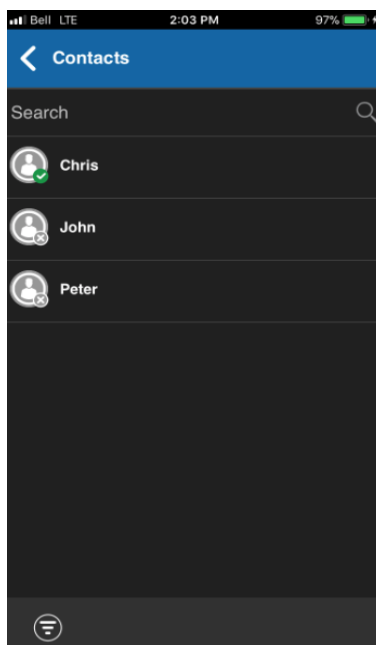 Bell LTE 2:03 PM 97%
Contacts
Search
Chris
John
Peter